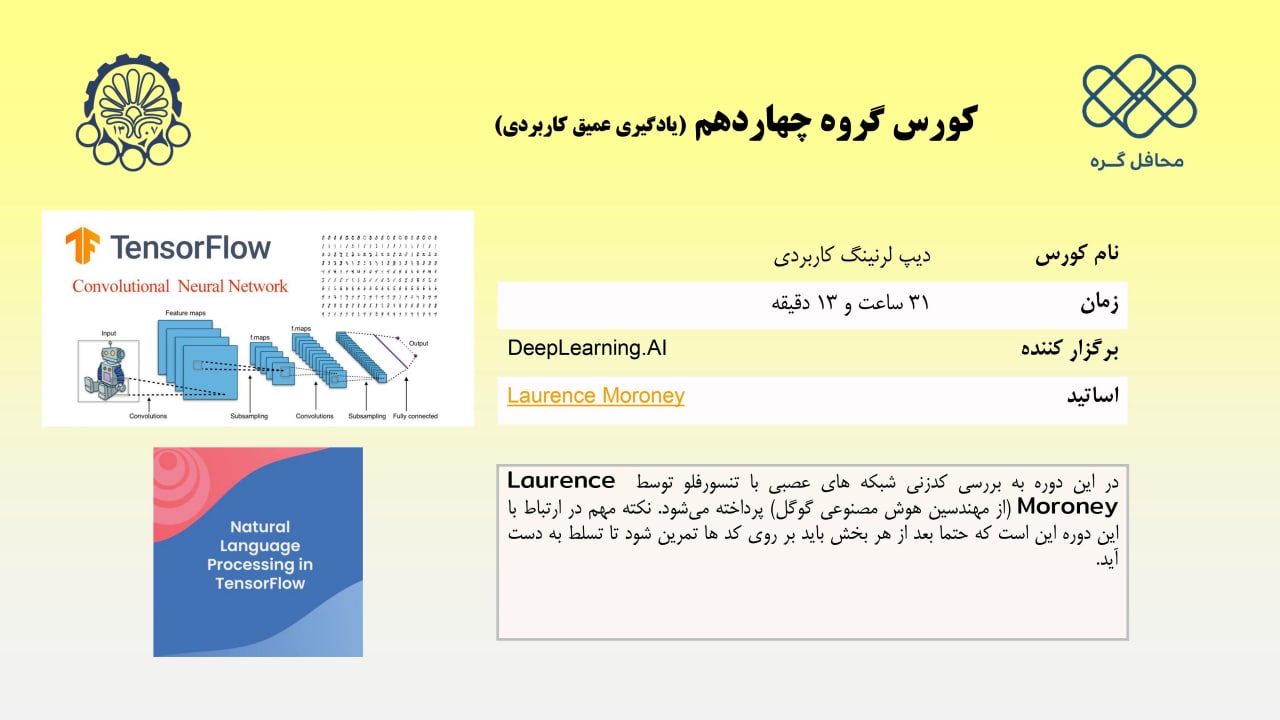 کورس گروه چهاردهم (یادگیری عمیق کاربردی)
محافل گره
۱۳۰۷
نام کورس دیپ لرنینگ کاربردی
زمان ۳۱ ساعت و ۱۳ دقیقه
برگزار کننده DeepLearning.AI
اساتید Laurence Moroney
در این دوره به بررسی کدزنی شبکه های عصبی با تنسورفلو توسط Laurence
Moroney (از مهندسین هوش مصنوعی گوگل) پرداخته می‌شود. نکته مهم در ارتباط با
این دوره این است که حتما بعد از هر بخش باید بر روی کد ها تمرین شود تا تسلط به دست
آید.
TensorFlow
Convolutional Neural Network
Feature maps
Input
f.maps
f.maps
Output
Convolutions
Subsampling
Convolutions
Subsampling
Fully connected
Natural
Language
Processing in
TensorFlow